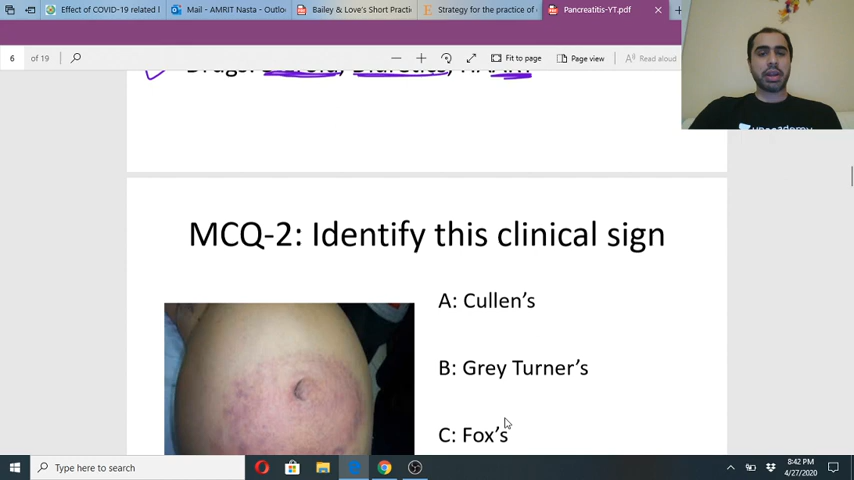 Effect of COVID-19 related l
Mail - AMRIT Nasta - Outlo
Bailey & Love's Short Practi
Strategy for the practice of
Pancreatitis-YT.pdf
6 of 19
Fit to page
Page view
Read aloud
MCQ-2: Identify this clinical sign
A: Cullen's
B: Grey Turner's
C: Fox's
Type here to search
8:42 PM
4/27/2020